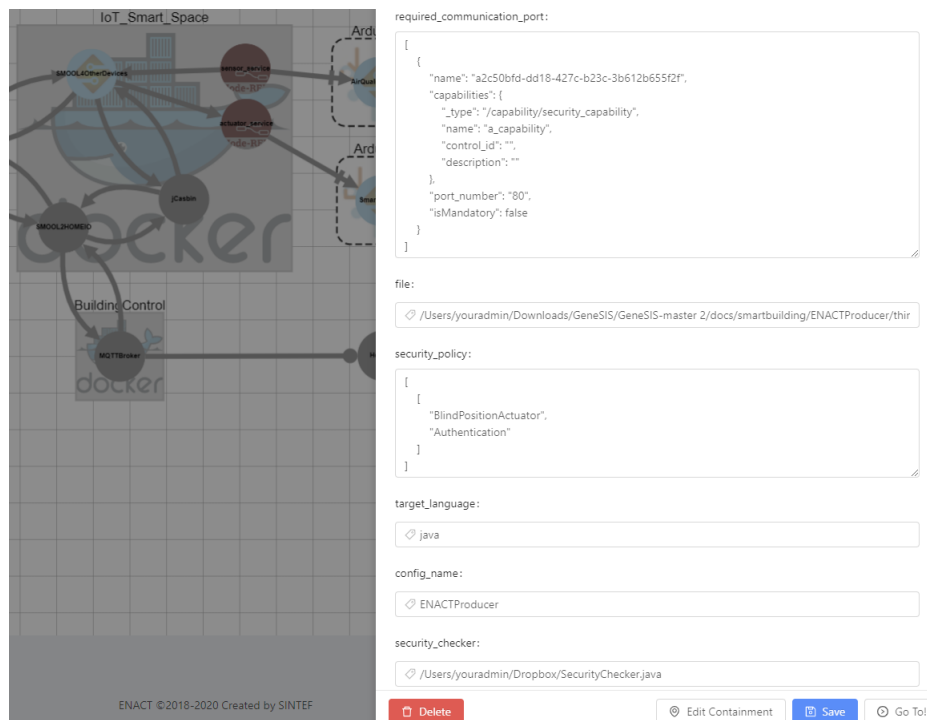 IoT_Smart_Space
SMOOL4OtherDevices
sensor_service
actuator_service
jCasbin
SMOOL2HOMEIO
docker
Building Control
MQTTBroker
docker
ENACT ©2018-2020 Created by SINTEF
required_communication_port:
[
{
"name": "a2c50bfd-dd18-427c-b23c-3b612b655f2f",
"capabilities": {
"_type": "/capability/security_capability",
"name": "a_capability",
"control_id": "",
"description": ""
},
"port_number": "80",
"isMandatory": false
}
]
file:
/Users/youradmin/Downloads/GeneSIS/GeneSIS-master 2/docs/smartbuilding/ENACTProducer/thir
security_policy:
[
[
"BlindPositionActuator",
"Authentication"
]
]
target_language:
java
config_name:
ENACTProducer
security_checker:
/Users/youradmin/Dropbox/SecurityChecker.java
Delete
Edit Containment
Save
Go To!